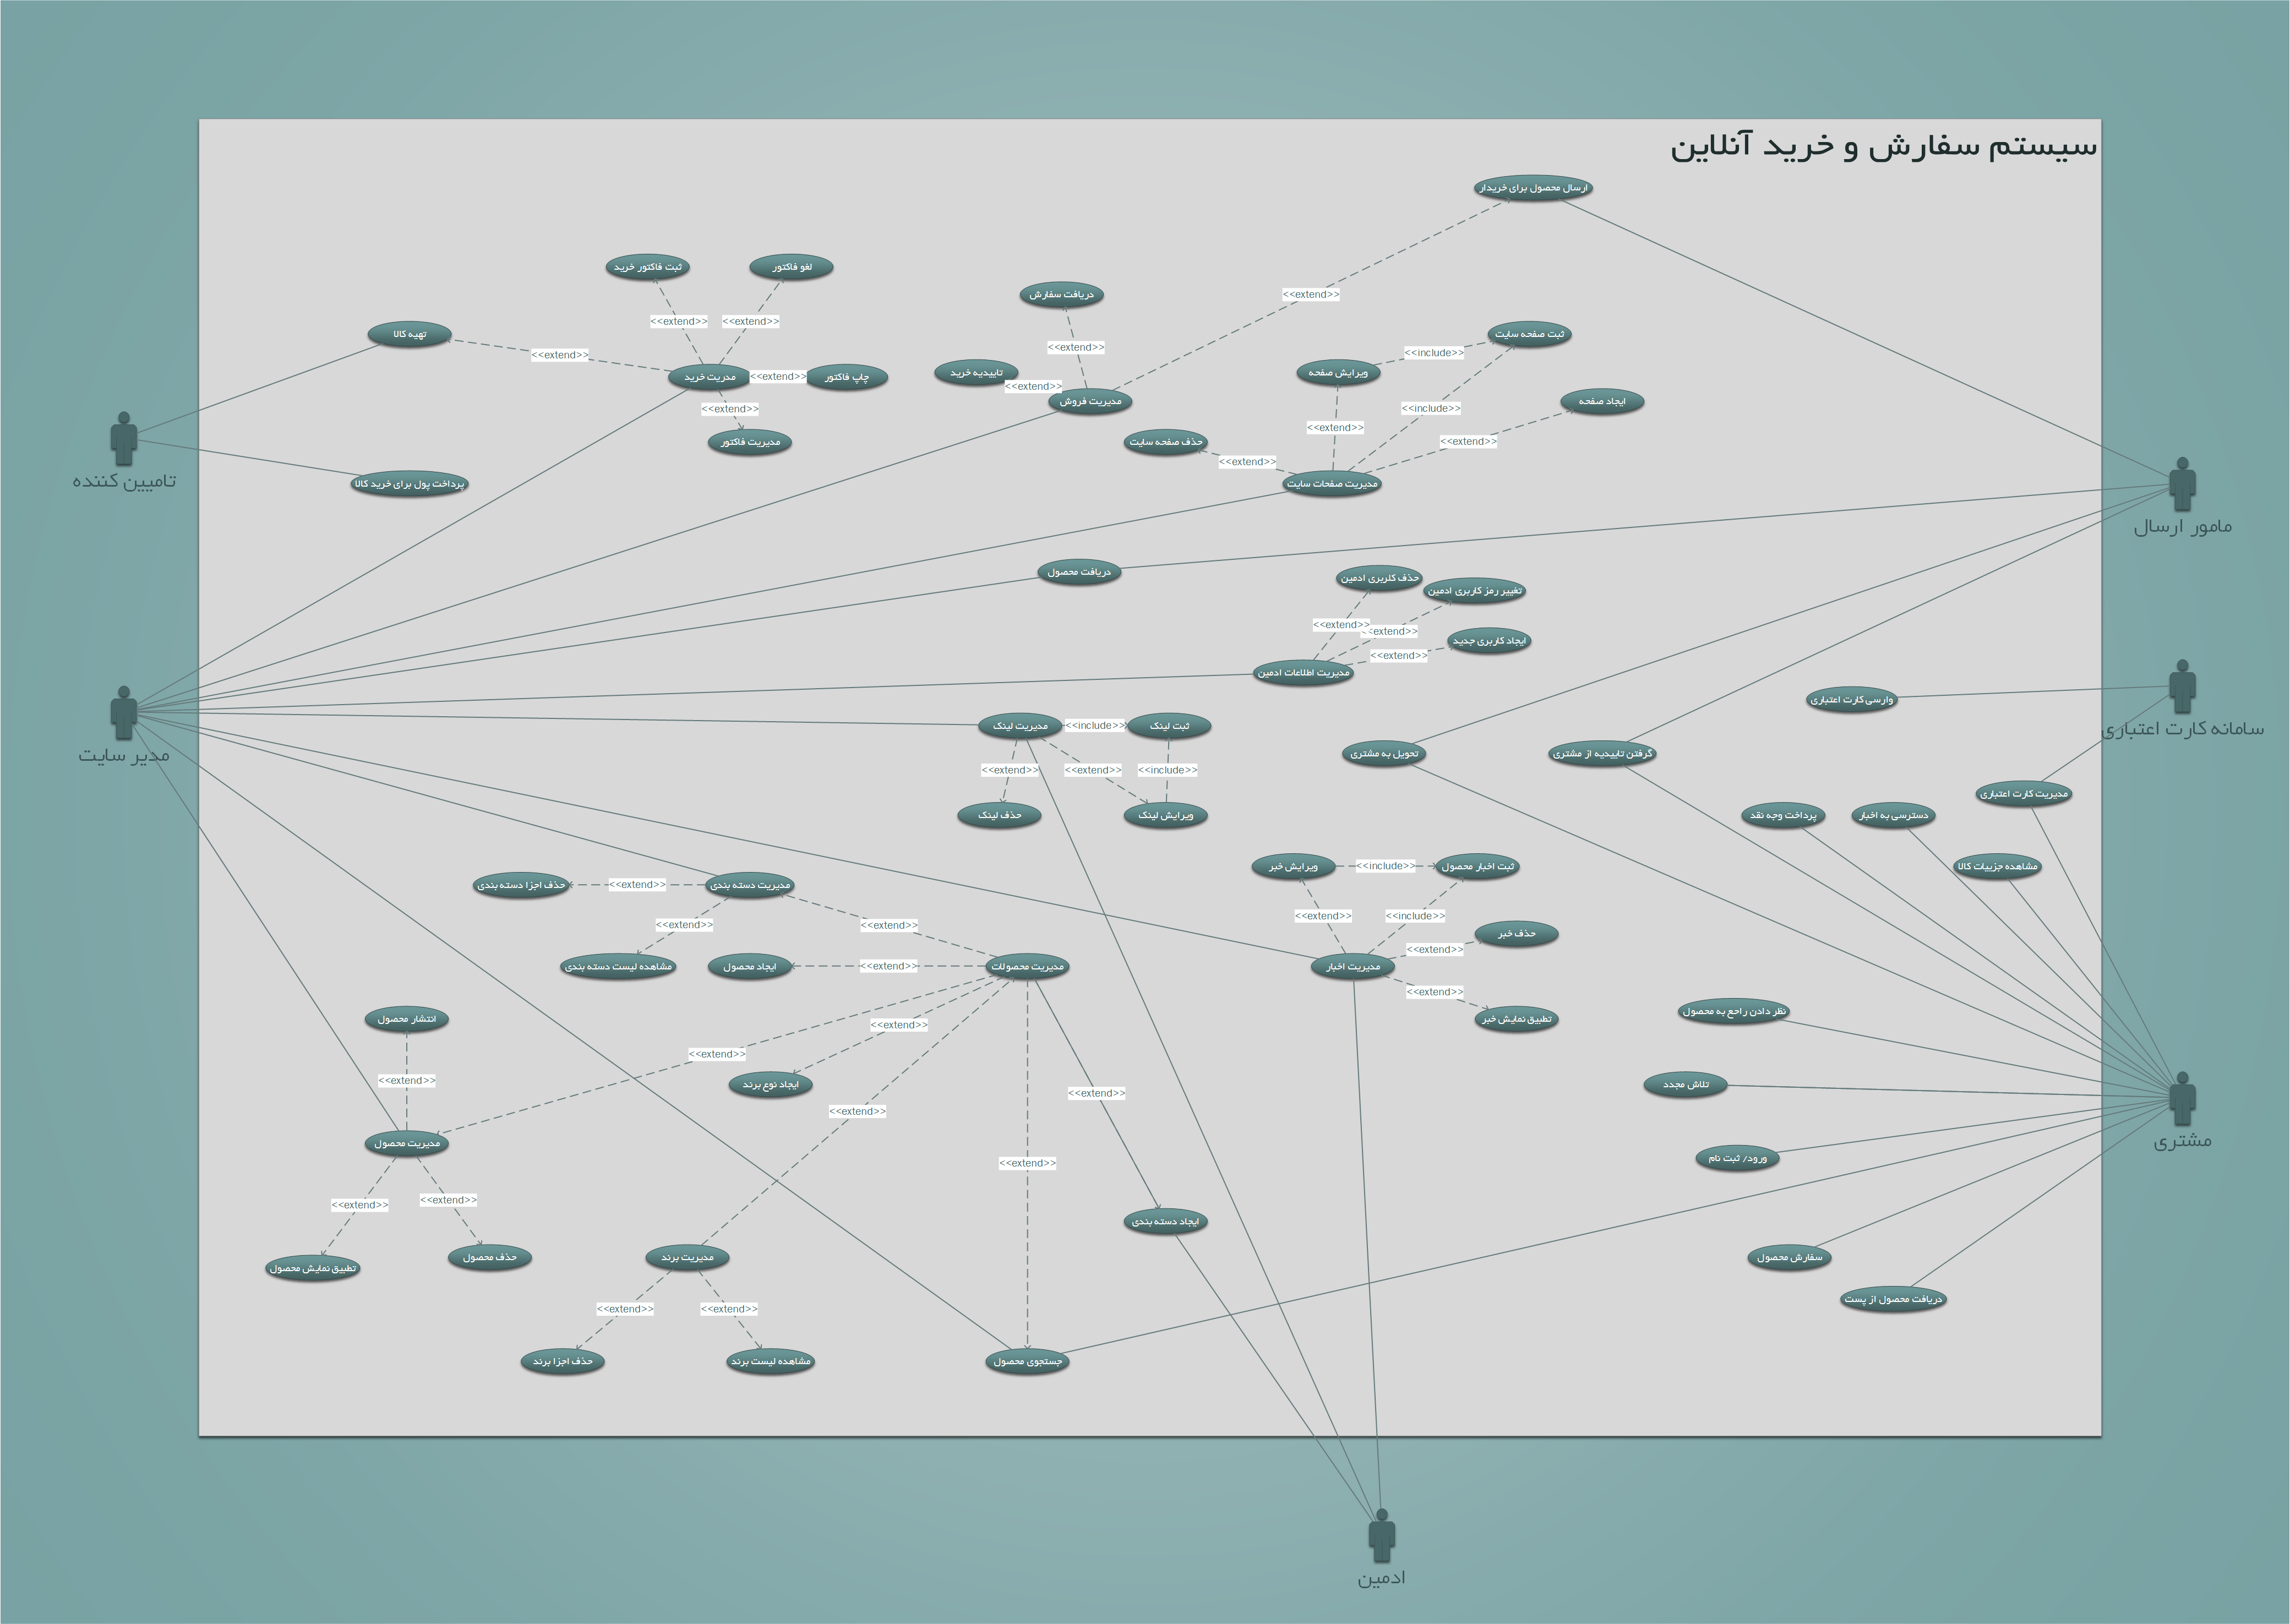 سیستم سفارش و خرید آنلاین
ارسال محصول برای خریدار
ثبت فاکتور خرید
لغو فاکتور
دریافت سفارش
<<extend>>
<<extend>>
<<extend>>
تهیه کالا
ثبت صفحه سایت
<<extend>>
<<extend>>
<<include>>
مدریت خرید
<<extend>>
چاپ فاکتور
تاییدیه خرید
<<extend>>
ویرایش صفحه
<<extend>>
مدیریت فروش
<<include>>
ایجاد صفحه
<<extend>>
مدیریت فاکتور
حذف صفحه سایت
<<extend>>
<<extend>>
تامیین کننده
پرداخت پول برای خرید کالا
مدیریت صفحات سایت
مامور ارسال
دریافت محصول
حذف کلربری ادمین
تغییر رمز کاربری ادمین
<<extend>>
<<extend>>
ایجاد کاربری جدید
<<extend>>
مدیریت اطلاعات ادمین
وارسی کارت اعتباری
سامانه کارت اعتباری
مدیر سایت
مدیریت لینک
<<include>>
ثبت لینک
تحویل به مشتری
گرفتن تاییدیه از مشتری
<<extend>>
<<extend>>
<<include>>
مدیریت کارت اعتباری
حذف لینک
ویرایش لینک
پرداخت وجه نقد
دسترسی به اخبار
ویرایش خبر
<<include>>
ثبت اخبار محصول
مشاهده جزییات کالا
حذف اجزا دسته بندی
<<extend>>
مدیریت دسته بندی
<<extend>>
<<extend>>
<<extend>>
<<include>>
حذف خبر
<<extend>>
مشاهده لیست دسته بندی
ایجاد محصول
<<extend>>
مدیریت محصولات
مدیریت اخبار
<<extend>>
تطبیق نمایش خبر
نظر دادن راجع به محصول
انتشار محصول
<<extend>>
<<extend>>
<<extend>>
ایجاد نوع برند
<<extend>>
<<extend>>
تلاش مجدد
مشتری
مدیریت محصول
<<extend>>
ورود/ ثبت نام
<<extend>>
<<extend>>
ایجاد دسته بندی
تطبیق نمایش محصول
حذف محصول
مدیریت برند
سفارش محصول
دریافت محصول از پست
<<extend>>
<<extend>>
حذف اجزا برند
مشاهده لیست برند
جستجوی محصول
ادمین